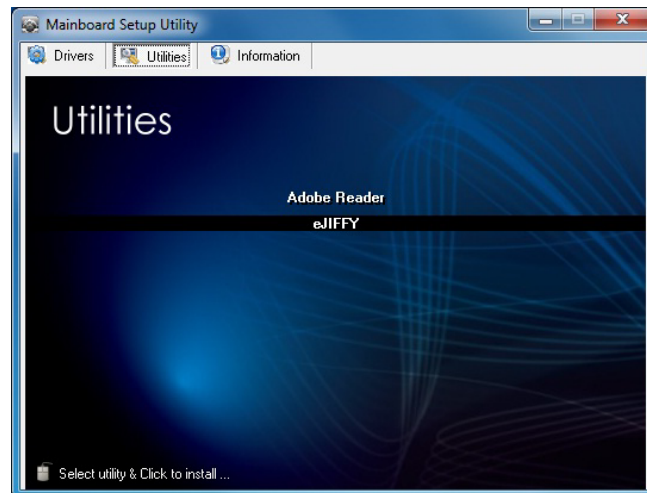 Mainboard Setup Utility
Drivers Utilities Information
Utilities
Adobe Reader
eJIFFY
Select utility & Click to install ...